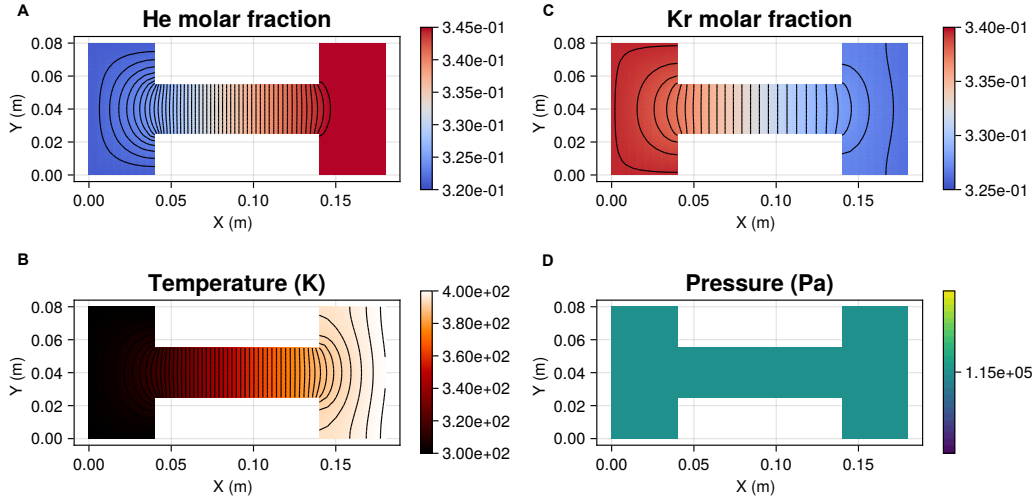 A
He molar fraction
0.08
0.06
0.04
0.02
0.00
Y (m)
0.00 0.05 0.10 0.15
X (m)
3.45e-01
3.40e-01
3.35e-01
3.30e-01
3.25e-01
3.20e-01
C
Kr molar fraction
0.08
0.06
0.04
0.02
0.00
Y (m)
0.00 0.05 0.10 0.15
X (m)
3.40e-01
3.35e-01
3.30e-01
3.25e-01
B
Temperature (K)
0.08
0.06
0.04
0.02
0.00
Y (m)
0.00 0.05 0.10 0.15
X (m)
4.00e+02
3.80e+02
3.60e+02
3.40e+02
3.20e+02
3.00e+02
D
Pressure (Pa)
0.08
0.06
0.04
0.02
0.00
Y (m)
0.00 0.05 0.10 0.15
X (m)
1.15e+05